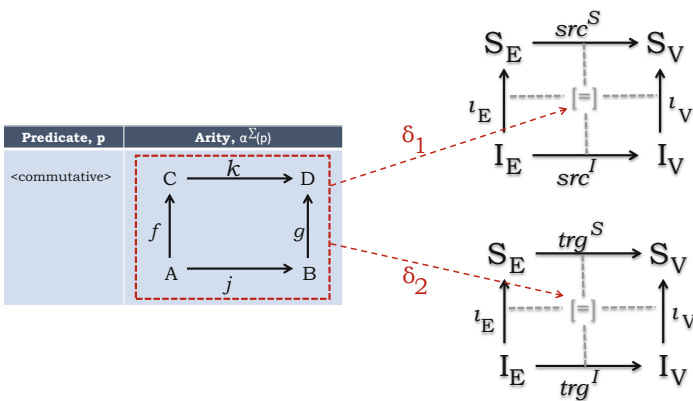 Predicate, p Arity, α^Σ(p)
<commutative>
C k D
f g
A j B
δ₁
δ₂
S_E src^S S_V
ι_E [=] ι_V
I_E src^I I_V
S_E trg^S S_V
ι_E [=] ι_V
I_E trg^I I_V